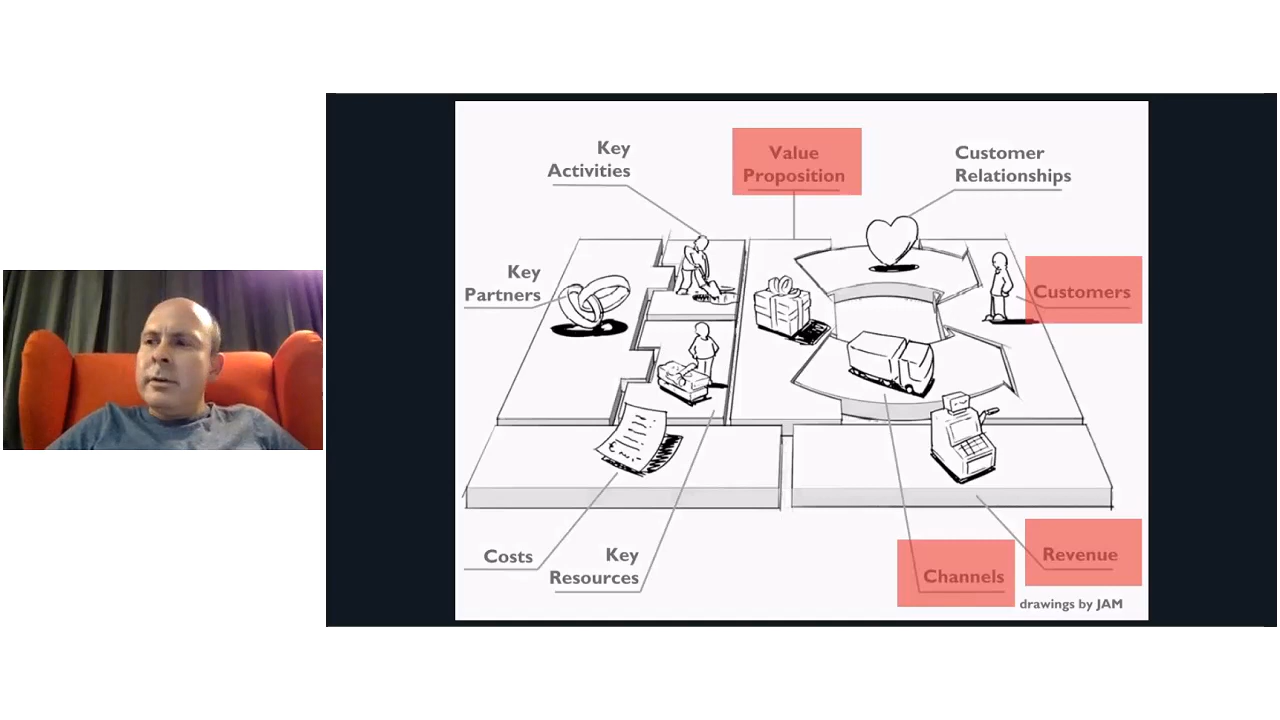 Key
Activities
Value
Proposition
Customer
Relationships
Key
Partners
Customers
Costs
Key
Resources
Channels
Revenue
drawings by JAM